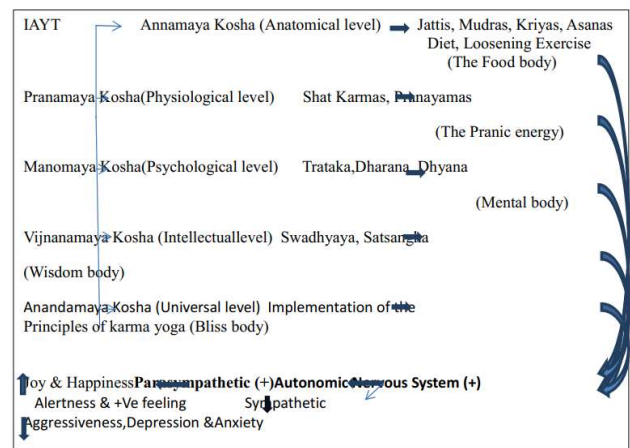 IAYT Annamaya Kosha (Anatomical level) Jattis, Mudras, Kriyas, Asanas
Diet, Loosening Exercise
(The Food body)
Pranamaya Kosha(Physiological level) Shat Karmas, Pranayamas
(The Pranic energy)
Manomaya Kosha(Psychological level) Trataka,Dharana, Dhyana
(Mental body)
Vijnanamaya Kosha (Intellectuallevel) Swadhyaya, Satsangha
(Wisdom body)
Anandamaya Kosha (Universal level) Implementation of the
Principles of karma yoga (Bliss body)
Joy & HappinessParasympathetic (+)Autonomic Nervous System (+)
Alertness & +Ve feeling Sympathetic
Aggressiveness,Depression &Anxiety